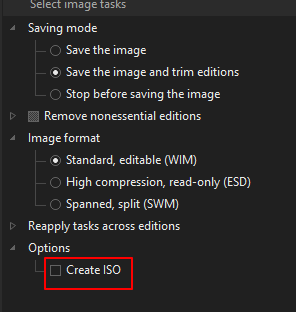 Select image tasks
Saving mode
Save the image
Save the image and trim editions
Stop before saving the image
Remove nonessential editions
Image format
Standard, editable (WIM)
High compression, read-only (ESD)
Spanned, split (SWM)
Reapply tasks across editions
Options
Create ISO